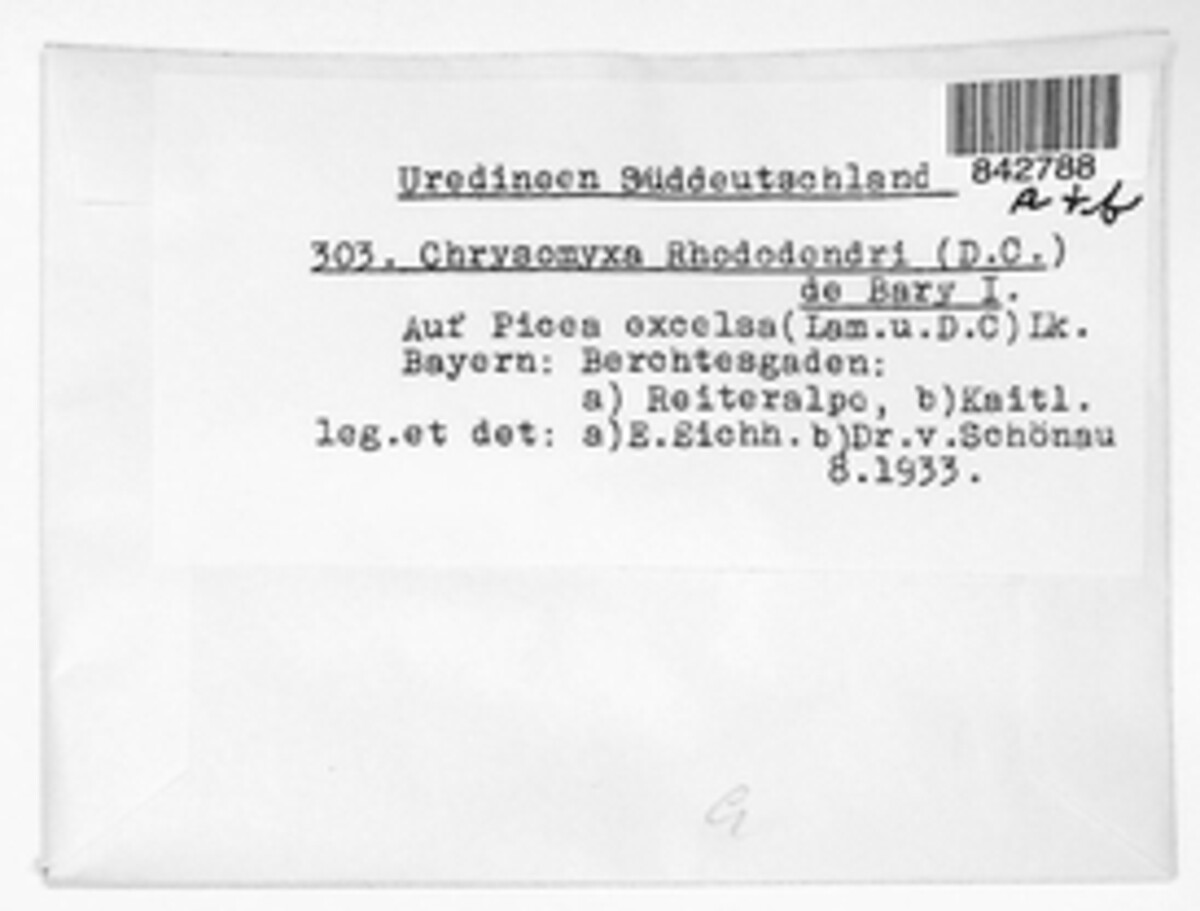 842788
a + b
Uredineen Süddeutschland
303. Chrysomyxa Rhododendri (D.C.)
de Bary I.
Auf Picea excelsa(Lam.u.D.C)Lk.
Bayern: Berchtesgaden:
a) Reiteralpe, b)Kaitl.
leg.et det: a)E.Eichh. b)Dr.v.Schönau
8.1933.